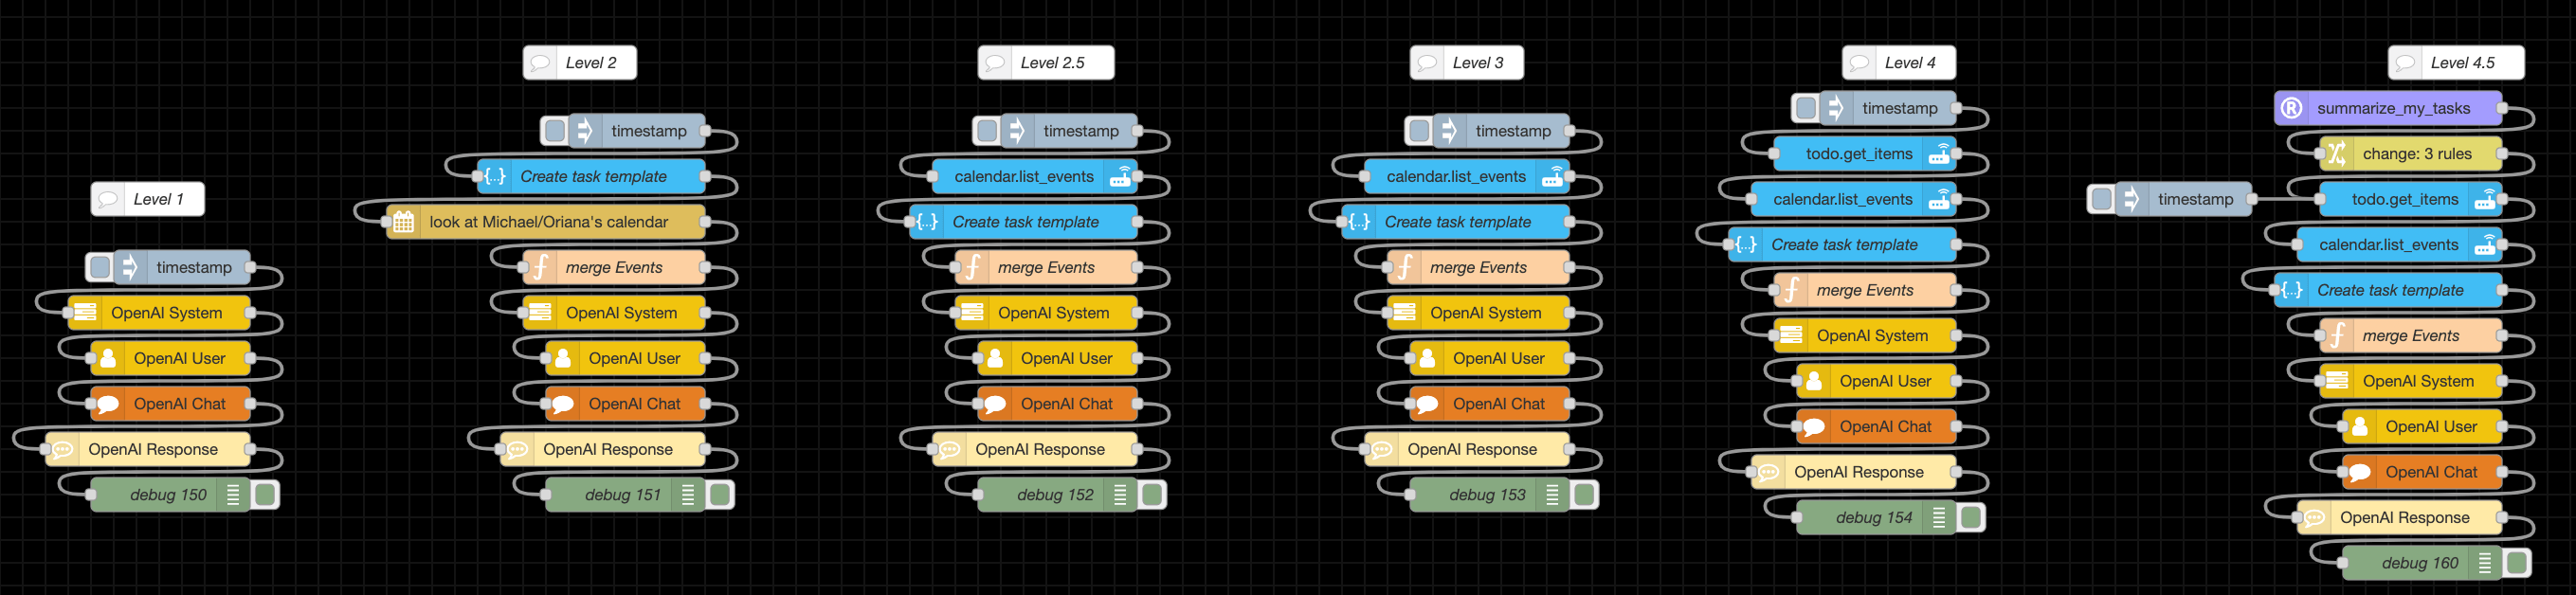 Level 1
timestamp
OpenAI System
OpenAI User
OpenAI Chat
OpenAI Response
debug 150
Level 2
timestamp
Create task template
look at Michael/Oriana's calendar
merge Events
OpenAI System
OpenAI User
OpenAI Chat
OpenAI Response
debug 151
Level 2.5
timestamp
calendar.list_events
Create task template
merge Events
OpenAI System
OpenAI User
OpenAI Chat
OpenAI Response
debug 152
Level 3
timestamp
calendar.list_events
Create task template
merge Events
OpenAI System
OpenAI User
OpenAI Chat
OpenAI Response
debug 153
Level 4
timestamp
todo.get_items
calendar.list_events
Create task template
merge Events
OpenAI System
OpenAI User
OpenAI Chat
OpenAI Response
debug 154
Level 4.5
summarize_my_tasks
change: 3 rules
timestamp
todo.get_items
calendar.list_events
Create task template
merge Events
OpenAI System
OpenAI User
OpenAI Chat
OpenAI Response
debug 160